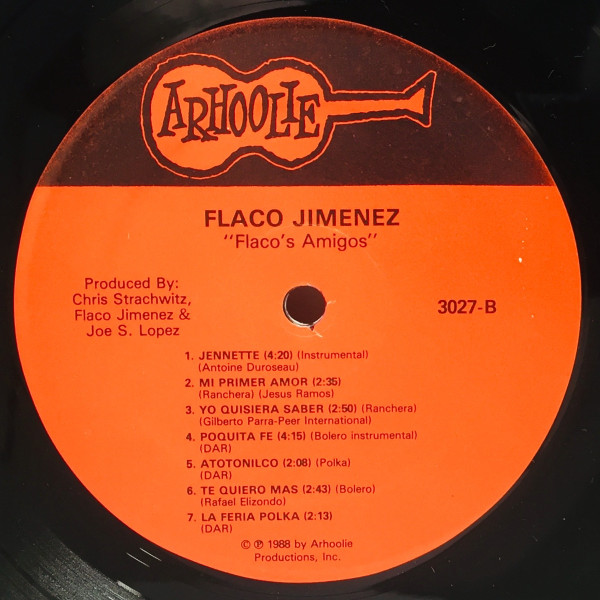 ARHOOLIE
FLACO JIMENEZ
"Flaco's Amigos"
Produced By:
Chris Strachwitz,
Flaco Jimenez &
Joe S. Lopez
3027-B
1. JENNETTE (4:20) (Instrumental)
(Antoine Duroseau)
2. MI PRIMER AMOR (2:35)
(Ranchera) (Jesus Ramos)
3. YO QUISIERA SABER (2:50) (Ranchera)
(Gilberto Parra-Peer International)
4. POQUITA FE (4:15) (Bolero instrumental)
(DAR)
5. ATOTONILCO (2:08) (Polka)
(DAR)
6. TE QUIERO MAS (2:43) (Bolero)
(Rafael Elizondo)
7. LA FERIA POLKA (2:13)
(DAR)
© ℗ 1988 by Arhoolie
Productions, Inc.